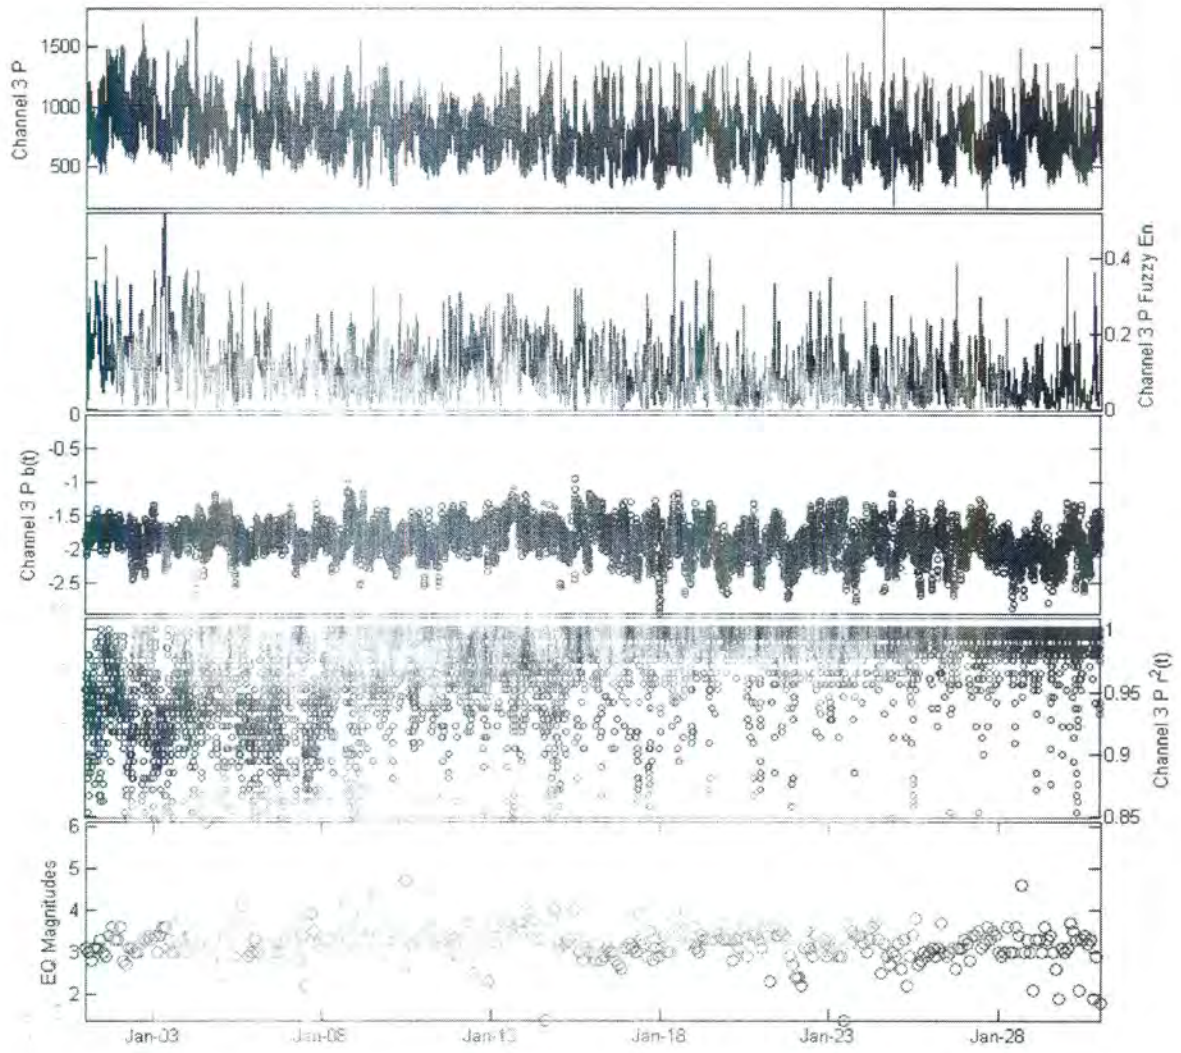 Channel 3 P
1500
1000
500
Channel 3 P Fuzzy En
0.4
0.2
0
Channel 3 P b(t)
0
-0.5
-1
-1.5
-2
-2.5
Channel 3 P r²(t)
1
0.95
0.9
0.85
EQ Magnitudes
6
5
4
3
2
Jan-03
Jan-08
Jan-13
Jan-18
Jan-23
Jan-28